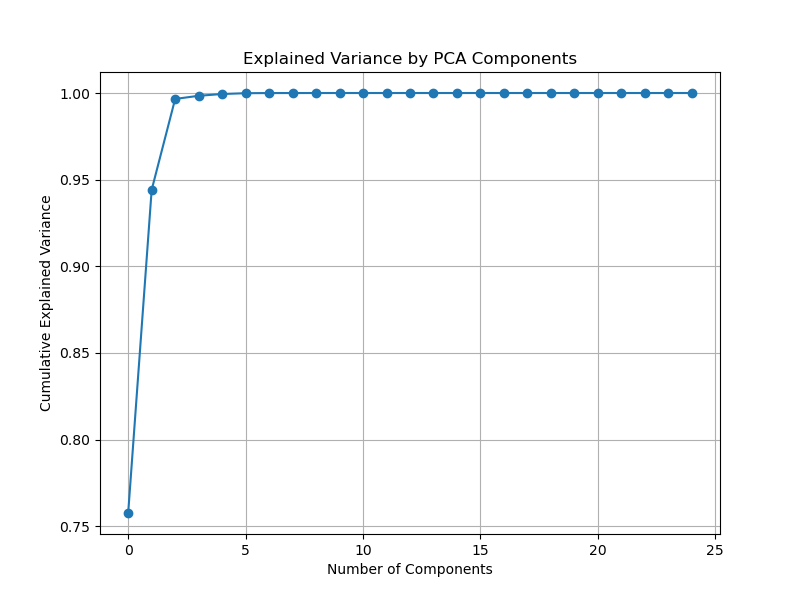 Explained Variance by PCA Components
1.00
0.95
0.90
0.85
0.80
0.75
Cumulative Explained Variance
0 5 10 15 20 25
Number of Components